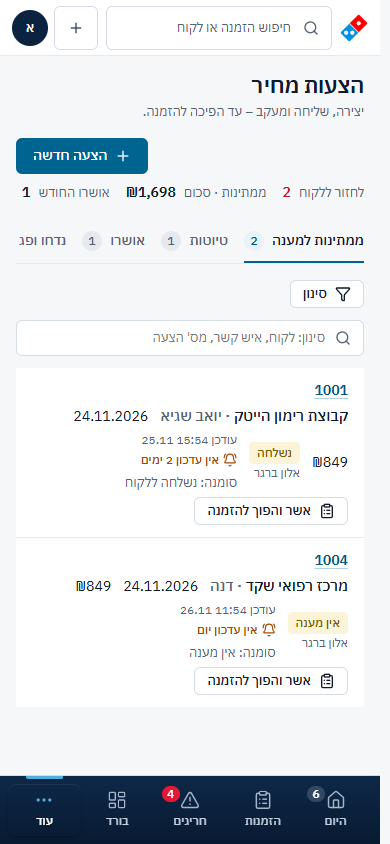 חיפוש הזמנה או לקוח
א
הצעות מחיר
יצירה, שליחה ומעקב – עד הפיכה להזמנה.
הצעה חדשה
לחזור ללקוח 2 ממתינות · סכום ₪1,698 אושרו החודש 1
ממתינות למענה 2 טיוטות 1 אושרו 1 נדחו ופג
סינון
סינון: לקוח, איש קשר, מס' הצעה
1001
קבוצת רימון הייטק · יואב שגיא 24.11.2026
₪849 נשלחה אלון ברגר
עודכן 15:54 25.11
אין עדכון 2 ימים
סומנה: נשלחה ללקוח
אשר והפוך להזמנה
1004
מרכז רפואי שקד · דנה 24.11.2026 ₪849
אין מענה
אלון ברגר
עודכן 11:54 26.11
אין עדכון יום
סומנה: אין מענה
אשר והפוך להזמנה
היום 6
הזמנות
חריגים 4
בורד
עוד